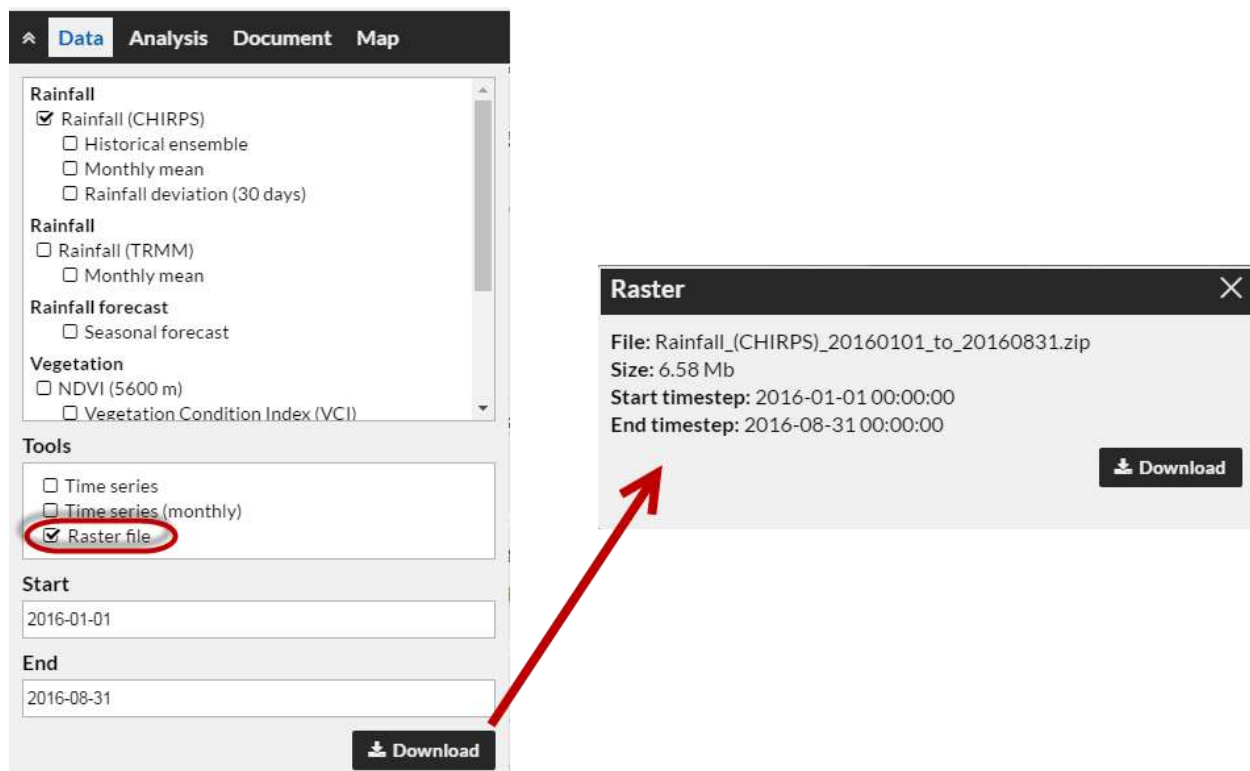 Data Analysis Document Map
Rainfall
Rainfall (CHIRPS)
Historical ensemble
Monthly mean
Rainfall deviation (30 days)
Rainfall
Rainfall (TRMM)
Monthly mean
Rainfall forecast
Seasonal forecast
Vegetation
NDVI (5600 m)
Vegetation Condition Index (VCI)
Tools
Time series
Time series (monthly)
Raster file
Start
2016-01-01
End
2016-08-31
Download
Raster
File: Rainfall_(CHIRPS)_20160101_to_20160831.zip
Size: 6.58 Mb
Start timestep: 2016-01-01 00:00:00
End timestep: 2016-08-31 00:00:00
Download